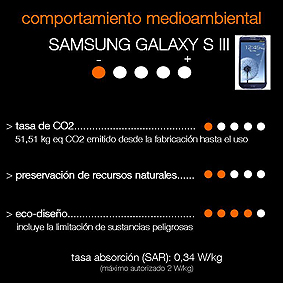 comportamiento medioambiental
SAMSUNG GALAXY S III
- +
> tasa de CO2
51,51 kg eq CO2 emitido desde la fabricación hasta el uso
> preservación de recursos naturales
> eco-diseño
incluye la limitación de sustancias peligrosas
tasa absorción (SAR): 0,34 W/kg
(máximo autorizado 2 W/kg)